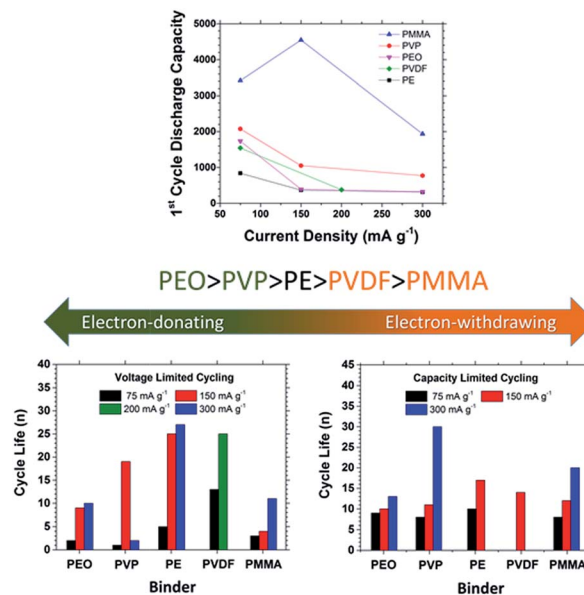 5000
4000
3000
2000
1000
0
1st Cycle Discharge Capacity
PMMA
PVP
PEO
PVDF
PE
50 100 150 200 250 300
Current Density (mA g-1)
PEO>PVP>PE>PVDF>PMMA
Electron-donating
Electron-withdrawing
40
35
30
25
20
15
10
5
0
Cycle Life (n)
Voltage Limited Cycling
75 mA g-1 150 mA g-1
200 mA g-1 300 mA g-1
PEO PVP PE PVDF PMMA
Binder
45
40
35
30
25
20
15
10
5
0
Cycle Life (n)
Capacity Limited Cycling
75 mA g-1 150 mA g-1
300 mA g-1
PEO PVP PE PVDF PMMA
Binder